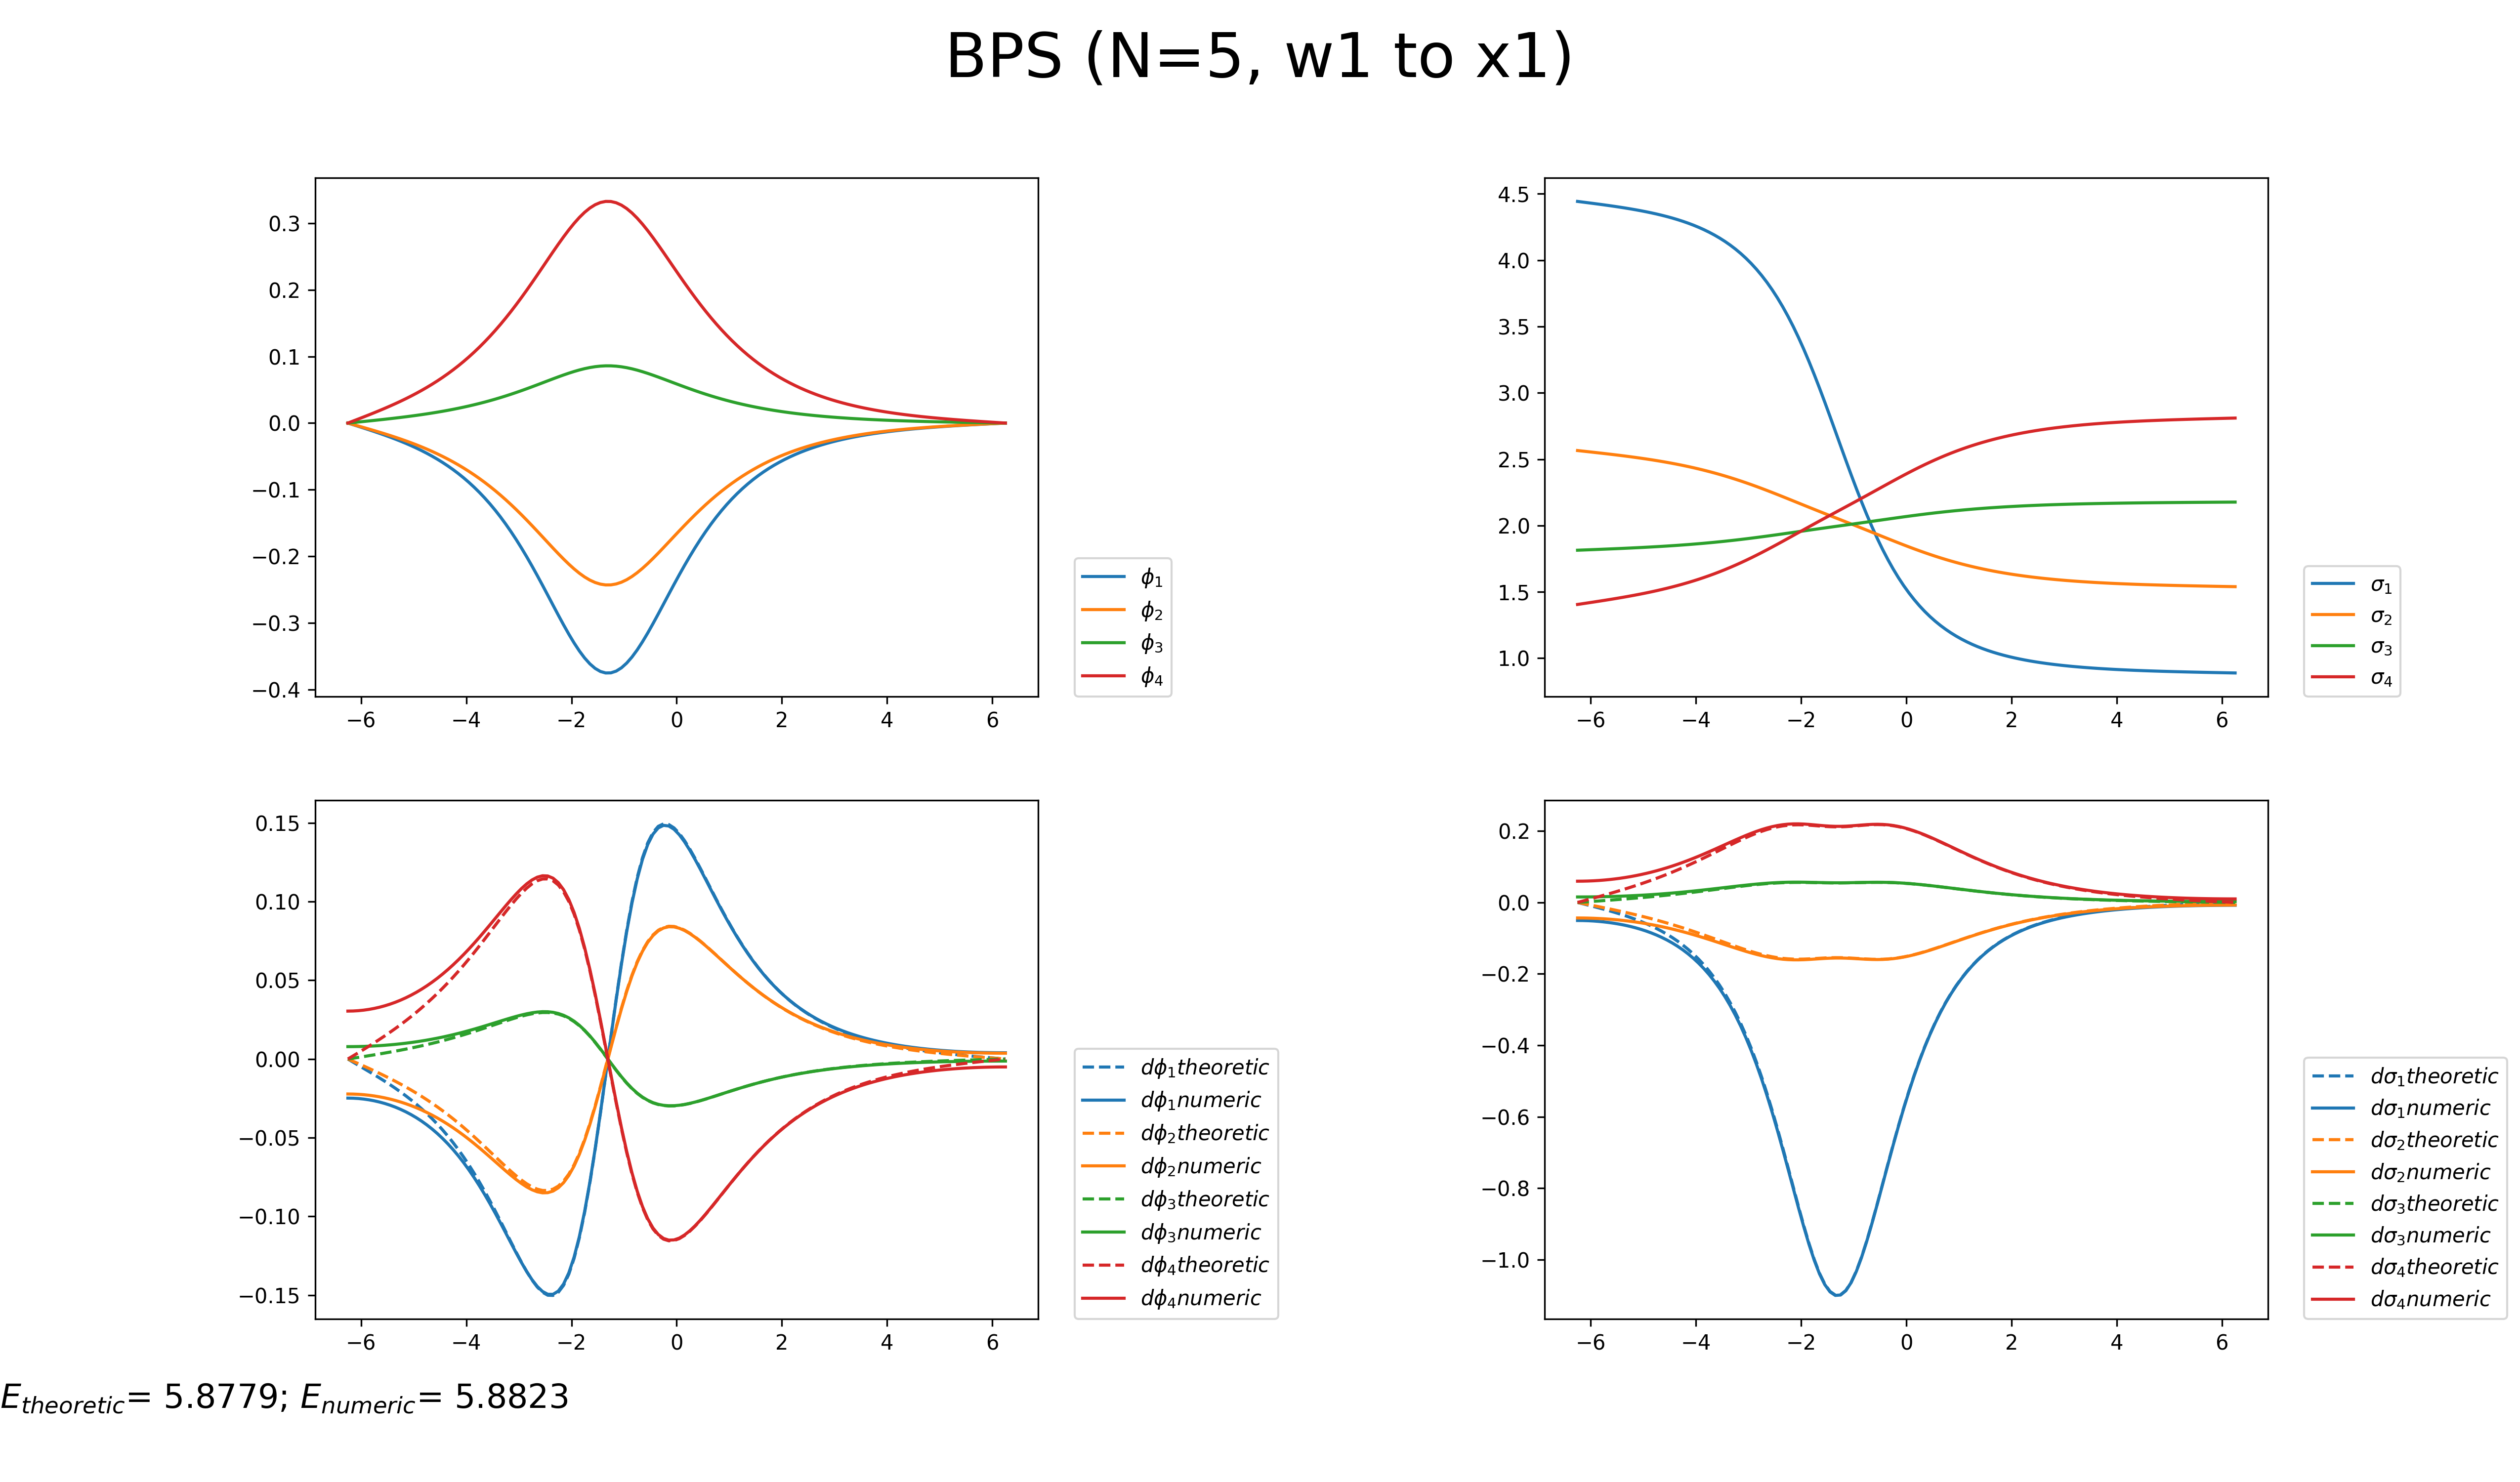 BPS (N=5, w1 to x1)
0.3
0.2
0.1
0.0
−0.1
−0.2
−0.3
−0.4
−6 −4 −2 0 2 4 6
ϕ1
ϕ2
ϕ3
ϕ4
4.5
4.0
3.5
3.0
2.5
2.0
1.5
1.0
−6 −4 −2 0 2 4 6
σ1
σ2
σ3
σ4
0.15
0.10
0.05
0.00
−0.05
−0.10
−0.15
−6 −4 −2 0 2 4 6
dϕ1theoretic
dϕ1numeric
dϕ2theoretic
dϕ2numeric
dϕ3theoretic
dϕ3numeric
dϕ4theoretic
dϕ4numeric
0.2
0.0
−0.2
−0.4
−0.6
−0.8
−1.0
−6 −4 −2 0 2 4 6
dσ1theoretic
dσ1numeric
dσ2theoretic
dσ2numeric
dσ3theoretic
dσ3numeric
dσ4theoretic
dσ4numeric
Etheoretic= 5.8779; Enumeric= 5.8823